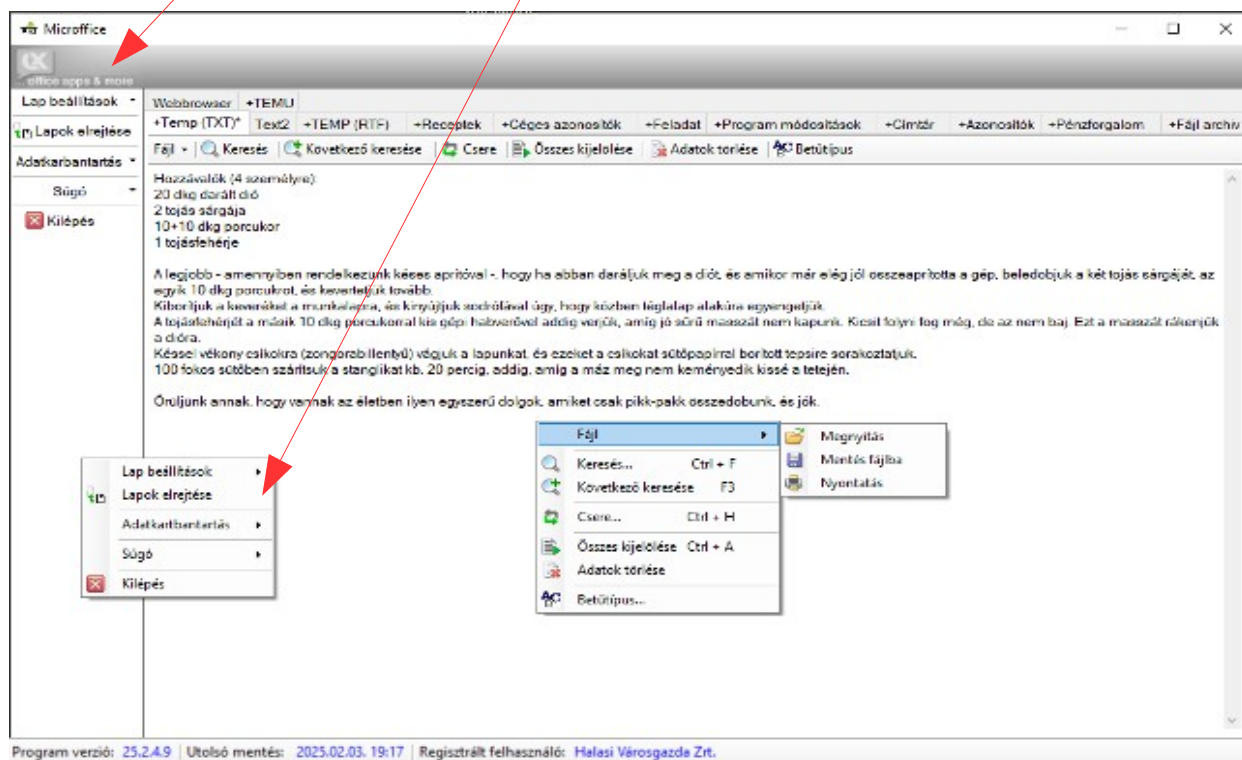 Microffice
office apps & more
Lap beállítások
Lapok elrejtése
Adatkarbantartás
Súgó
Kilépés
Webbrowser +TEMU
+Temp (TXT)* Text2 +TEMP (RTF) +Receptek +Céges azonosítók +Feladat +Program módosítások +Címtár +Azonosítók +Pénzforgalom +Fájl archiv
Fájl Keresés Következő keresése Csere Összes kijelölése Adatok törlése Betűtípus
Hozzávalók (4 személyre):
20 dkg darált dió
2 tojás sárgája
10+10 dkg porcukor
1 tojásfehérje
A legjobb - amennyiben rendelkezünk késes aprítóval -, hogy ha abban daráljuk meg a diót, és amikor már elég jól összeaprította a gép, beledobjuk a két tojás sárgáját, az
egyik 10 dkg porcukrot, és kevertetjük tovább.
Kiborítjuk a keveréket a munkalapra, és kinyújtjuk sodrólával úgy, hogy közben téglalap alakúra egyengetjük.
A tojásfehérjét a másik 10 dkg porcukorral kis gépi habverővel addig verjük, amíg jó sűrű masszát nem kapunk. Kicsit folyni fog még, de az nem baj. Ezt a masszát rákenjük
a dióra.
Késsel vékony csíkokra (zongorabillentyű) vágjuk a lapunkat, és ezeket a csíkokat sütőpapírral borított tepsire sorakoztatjuk.
100 fokos sütőben szárítsuk a stanglikat kb. 20 percig, addig, amíg a máz meg nem keményedik kissé a tetején.
Örüljünk annak, hogy vannak az életben ilyen egyszerű dolgok, amiket csak pikk-pakk összedobunk, és jók.
Lap beállítások
Lapok elrejtése
Adatkartbantartás
Súgó
Kilépés
Fájl
Keresés... Ctrl + F
Következő keresése F3
Csere... Ctrl + H
Összes kijelölése Ctrl + A
Adatok törlése
Betűtípus...
Megnyitás
Mentés fájlba
Nyomtatás
Program verzió: 25.2.4.9 Utolsó mentés: 2025.02.03. 19:17 Regisztrált felhasználó: Halasi Városgazda Zrt.